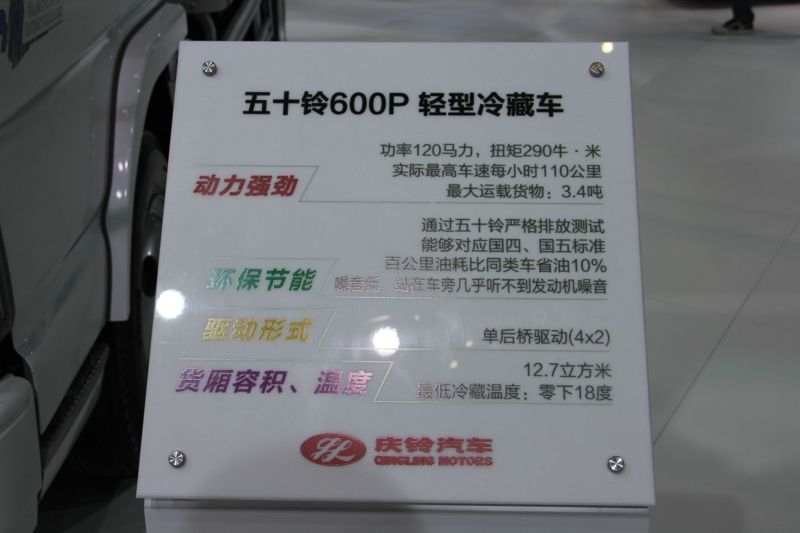 五十铃600P 轻型冷藏车
动力强劲
功率120马力，扭矩290牛·米
实际最高车速每小时110公里
最大运载货物：3.4吨
环保节能
通过五十铃严格排放测试
能够对应国四、国五标准
百公里油耗比同类车省油10%
噪音低，站在车旁几乎听不到发动机噪音
驱动形式
单后桥驱动(4x2)
货厢容积、温度
12.7立方米
最低冷藏温度：零下18度
庆铃汽车
QINGLING MOTORS